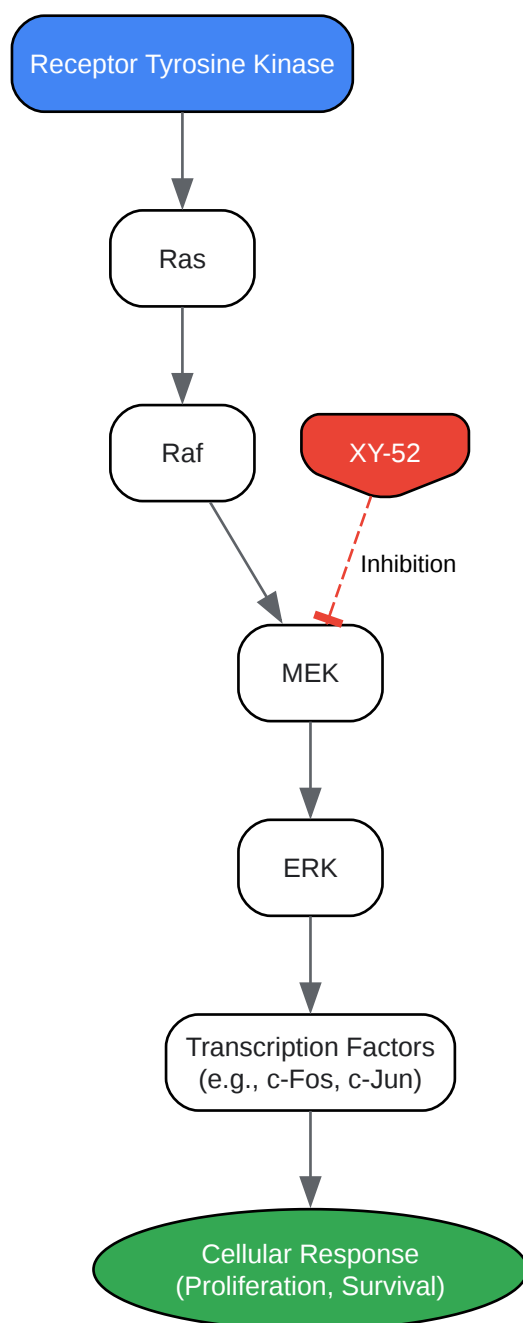 Receptor Tyrosine Kinase
Ras
Raf
XY-52
Inhibition
MEK
ERK
Transcription Factors
(e.g., c-Fos, c-Jun)
Cellular Response
(Proliferation, Survival)